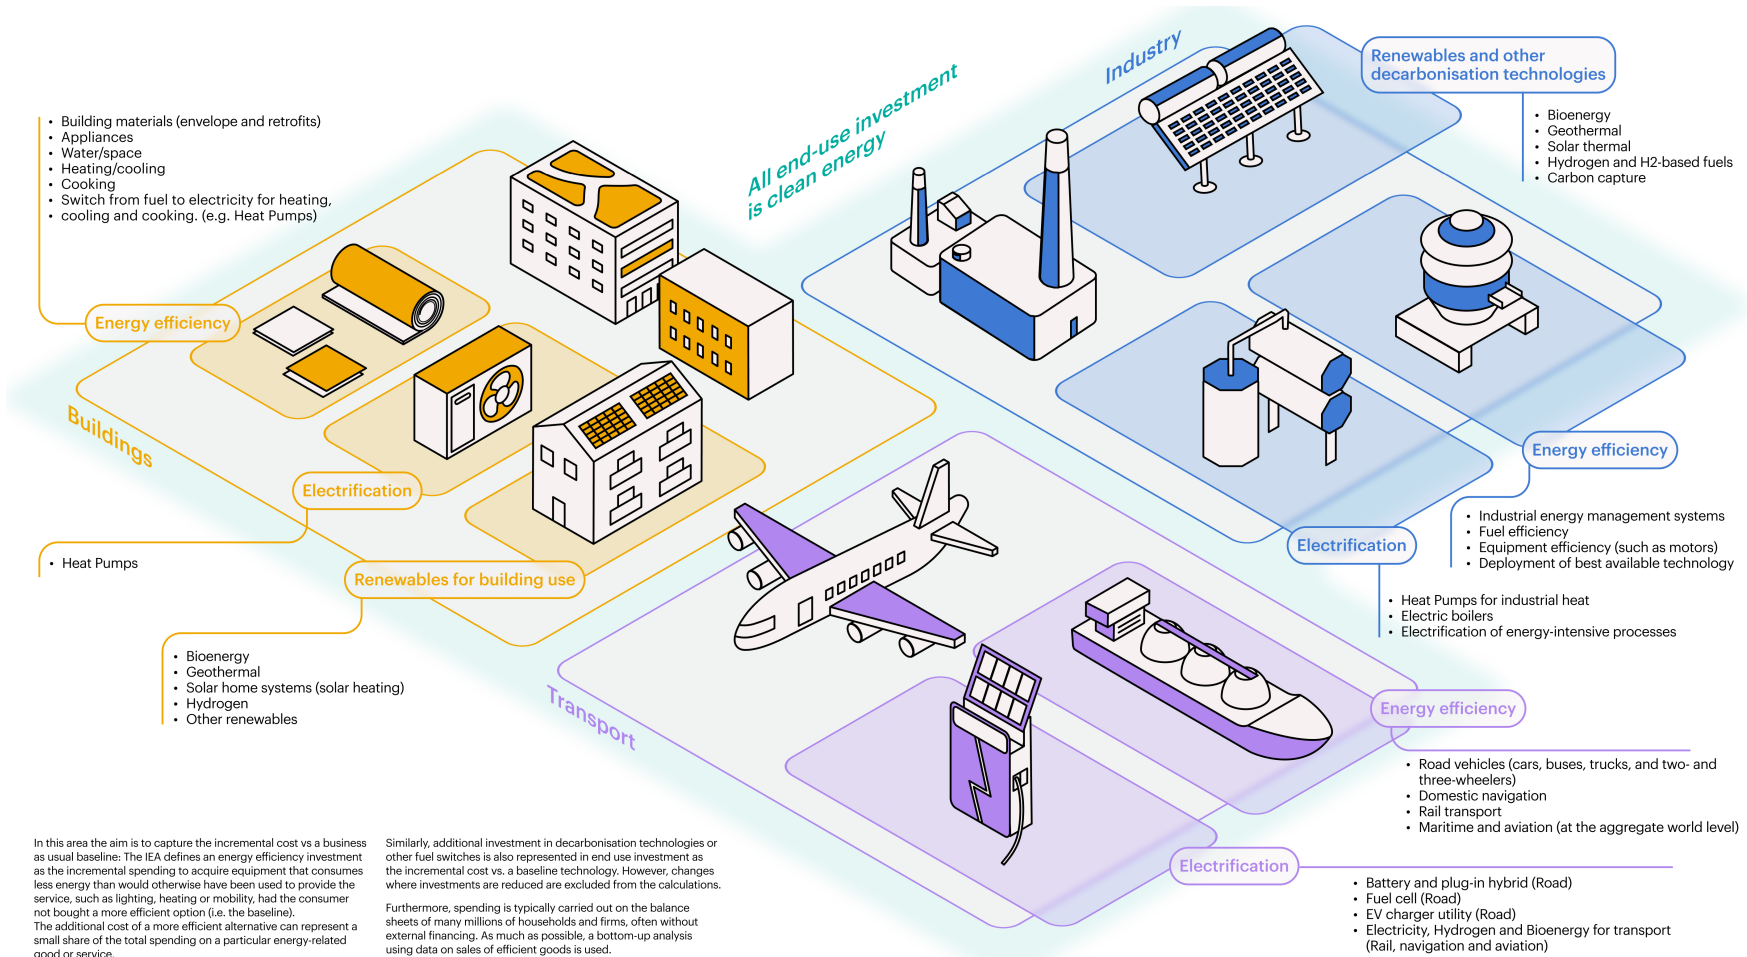 All end-use investment
is clean energy
Buildings
• Building materials (envelope and retrofits)
• Appliances
• Water/space
• Heating/cooling
• Cooking
• Switch from fuel to electricity for heating,
• cooling and cooking. (e.g. Heat Pumps)
Energy efficiency
Electrification
• Heat Pumps
Renewables for building use
• Bioenergy
• Geothermal
• Solar home systems (solar heating)
• Hydrogen
• Other renewables
Industry
Renewables and other
decarbonisation technologies
• Bioenergy
• Geothermal
• Solar thermal
• Hydrogen and H2-based fuels
• Carbon capture
Energy efficiency
• Industrial energy management systems
• Fuel efficiency
• Equipment efficiency (such as motors)
• Deployment of best available technology
Electrification
• Heat Pumps for industrial heat
• Electric boilers
• Electrification of energy-intensive processes
Transport
Energy efficiency
• Road vehicles (cars, buses, trucks, and two- and
three-wheelers)
• Domestic navigation
• Rail transport
• Maritime and aviation (at the aggregate world level)
Electrification
• Battery and plug-in hybrid (Road)
• Fuel cell (Road)
• EV charger utility (Road)
• Electricity, Hydrogen and Bioenergy for transport
(Rail, navigation and aviation)
In this area the aim is to capture the incremental cost vs a business
as usual baseline: The IEA defines an energy efficiency investment
as the incremental spending to acquire equipment that consumes
less energy than would otherwise have been used to provide the
service, such as lighting, heating or mobility, had the consumer
not bought a more efficient option (i.e. the baseline).
The additional cost of a more efficient alternative can represent a
small share of the total spending on a particular energy-related
good or service.
Similarly, additional investment in decarbonisation technologies or
other fuel switches is also represented in end use investment as
the incremental cost vs. a baseline technology. However, changes
where investments are reduced are excluded from the calculations.
Furthermore, spending is typically carried out on the balance
sheets of many millions of households and firms, often without
external financing. As much as possible, a bottom-up analysis
using data on sales of efficient goods is used.